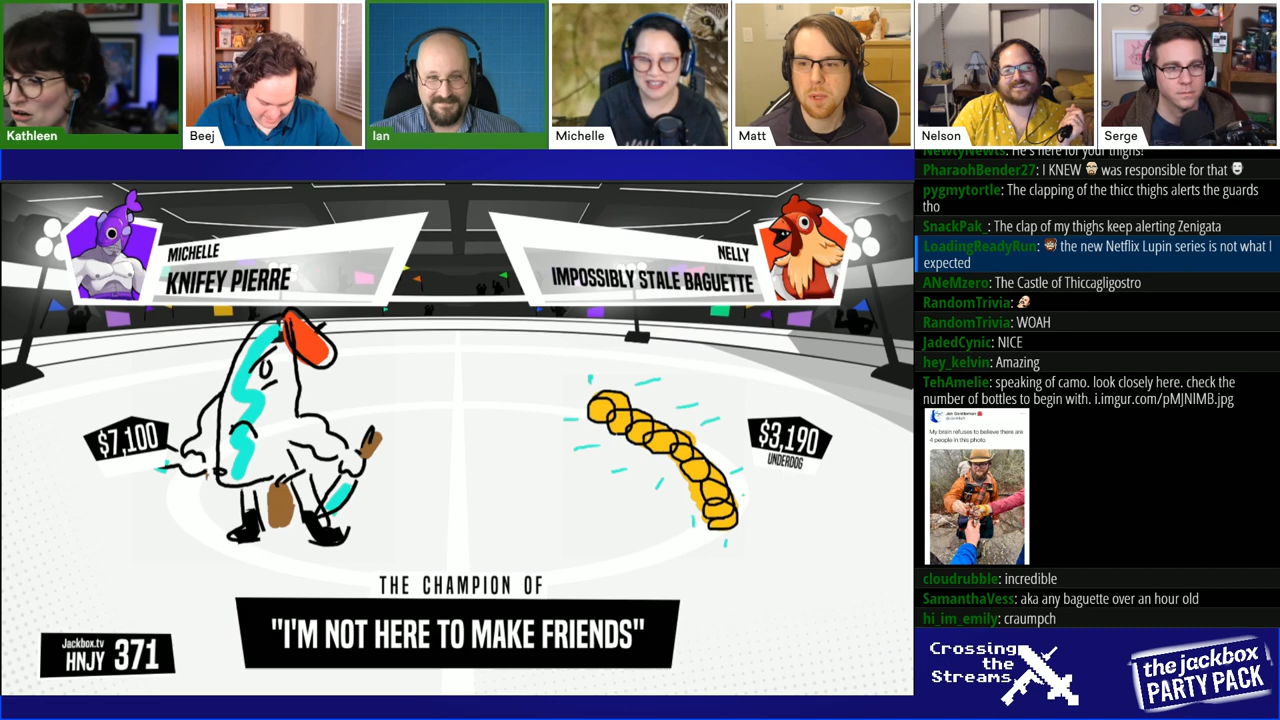 Kathleen
Beej
Ian
Michelle
Matt
Nelson
Serge
MICHELLE
KNIFEY PIERRE
NELLY
IMPOSSIBLY STALE BAGUETTE
$7,100
$3,190
UNDERDOG
THE CHAMPION OF
"I'M NOT HERE TO MAKE FRIENDS"
Jackbox.tv
HNJY 371
NewtyNewts: He's here for your thighs!
PharaohBender27: I KNEW was responsible for that
pygmytortle: The clapping of the thicc thighs alerts the guards
tho
SnackPak_: The clap of my thighs keep alerting Zenigata
LoadingReadyRun: the new Netflix Lupin series is not what I
expected
ANeMzero: The Castle of Thiccagligostro
RandomTrivia:
RandomTrivia: WOAH
JadedCynic: NICE
hey_kelvin: Amazing
TehAmelie: speaking of camo. look closely here. check the
number of bottles to begin with. i.imgur.com/pMJNIMB.jpg
My brain refuses to believe there are
4 people in this photo
cloudrubble: incredible
SamanthaVess: aka any baguette over an hour old
hi_im_emily: craumpch
Crossing
the
Streams
the jackbox
PARTY PACK